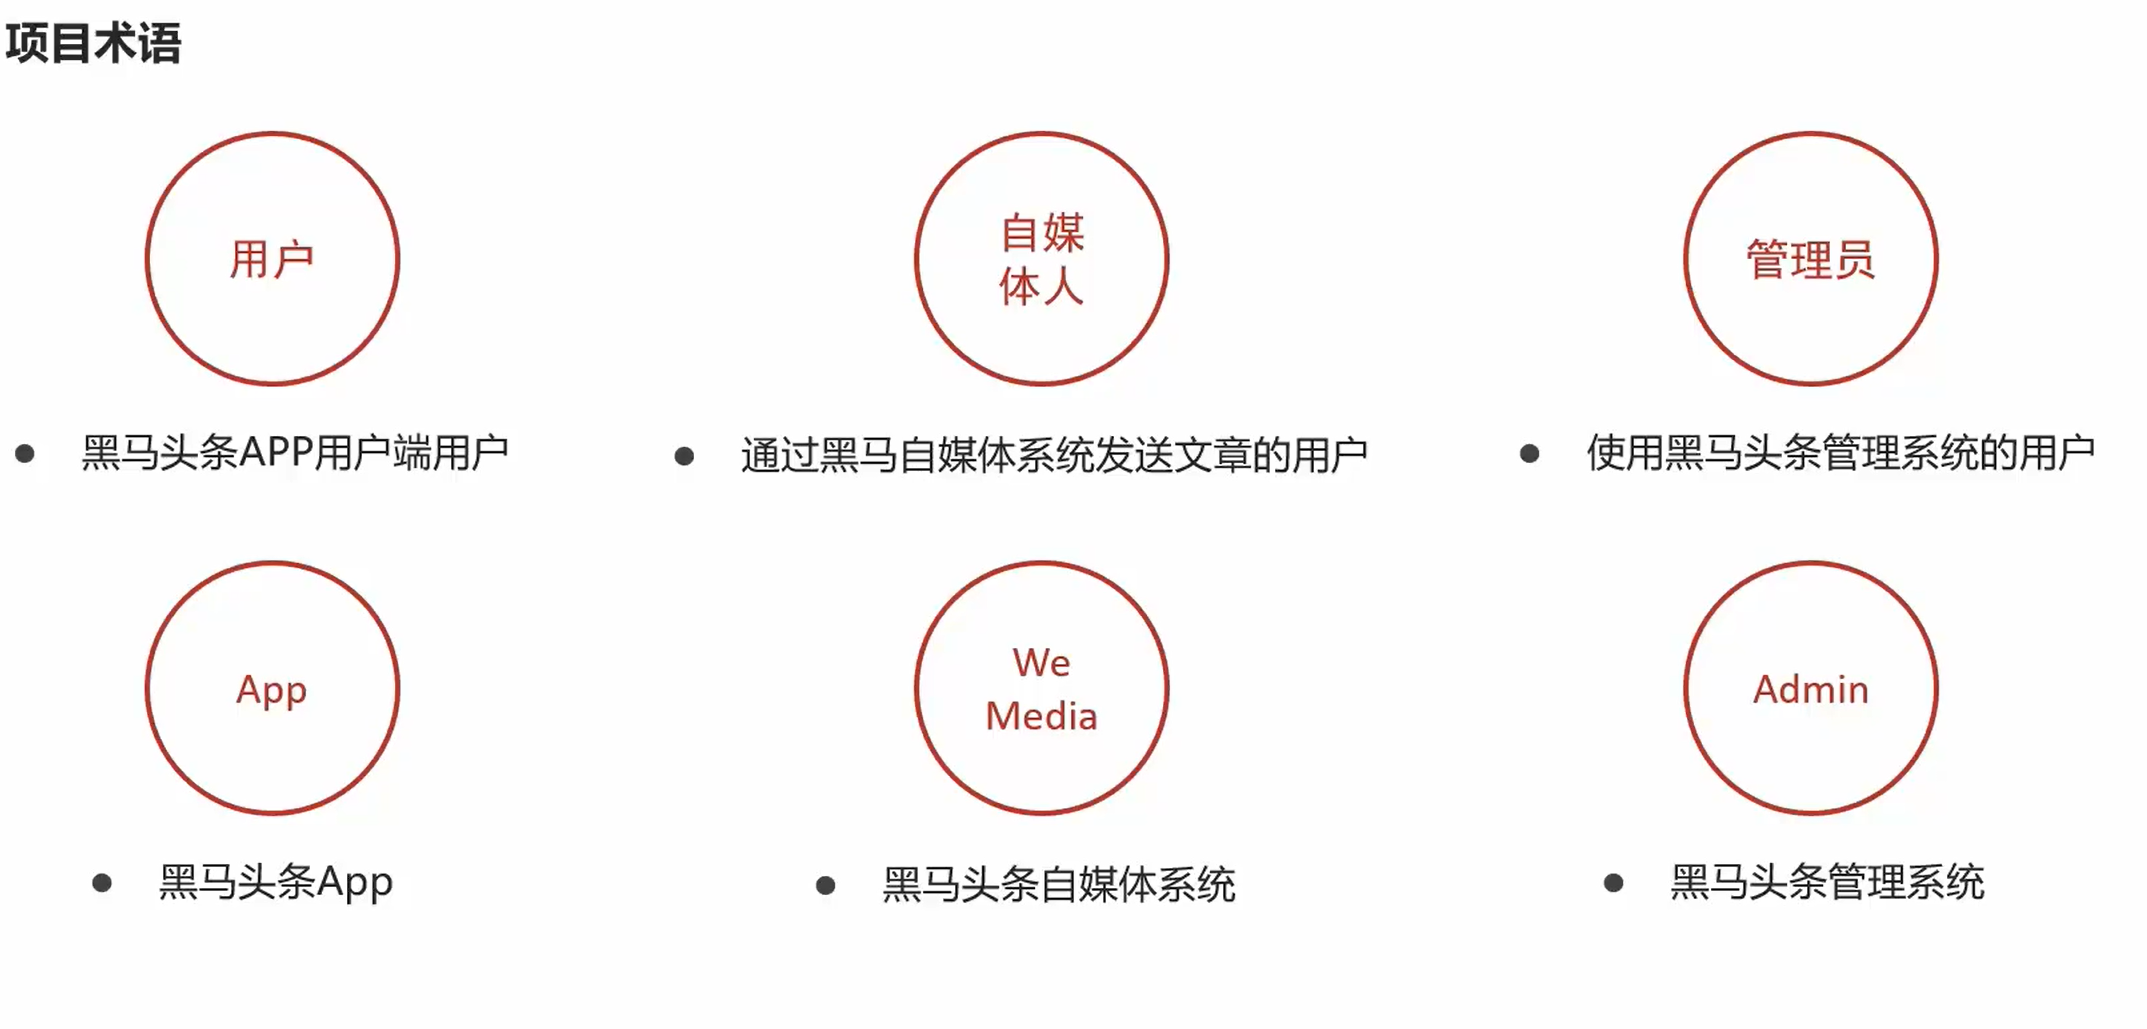 项目术语
用户
自媒
体人
管理员
● 黑马头条APP用户端用户
● 通过黑马自媒体系统发送文章的用户
● 使用黑马头条管理系统的用户
App
We
Media
Admin
● 黑马头条App
● 黑马头条自媒体系统
● 黑马头条管理系统